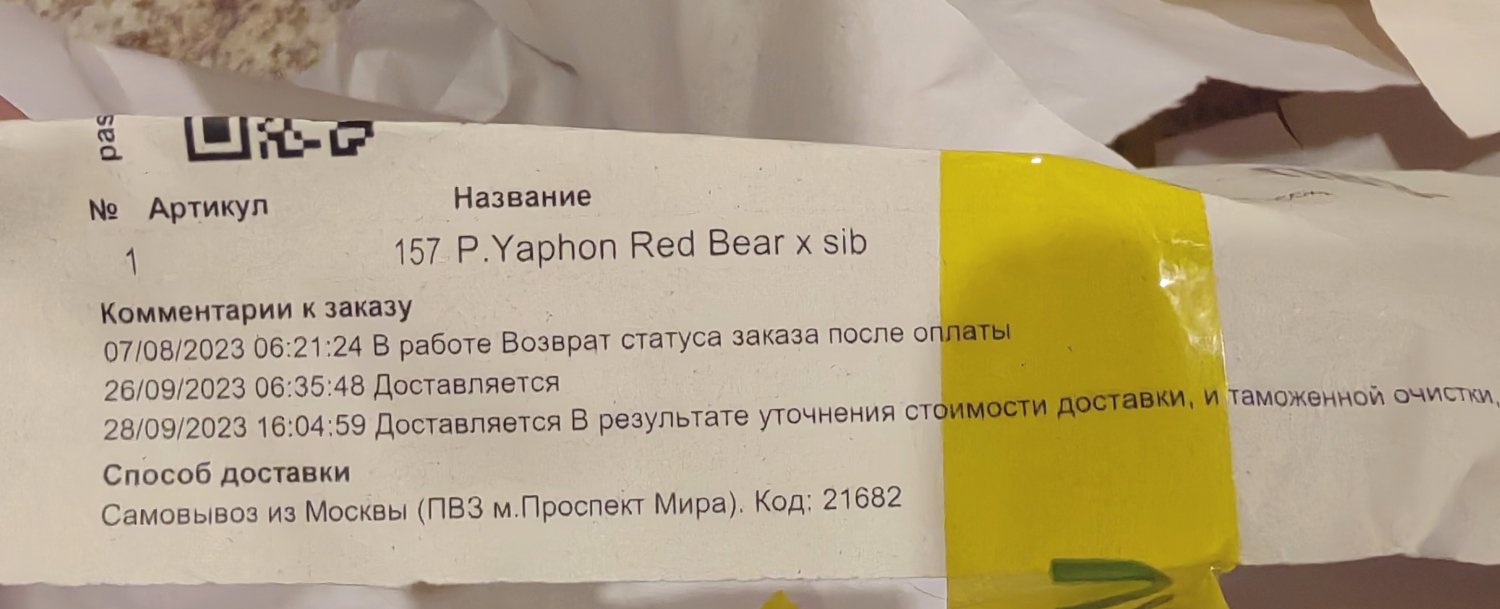 pas
№ Артикул Название
1 157 P.Yaphon Red Bear x sib
Комментарии к заказу
07/08/2023 06:21:24 В работе Возврат статуса заказа после оплаты
26/09/2023 06:35:48 Доставляется
28/09/2023 16:04:59 Доставляется В результате уточнения стоимости доставки, и таможенной очистки,
Способ доставки
Самовывоз из Москвы (ПВЗ м.Проспект Мира). Код: 21682